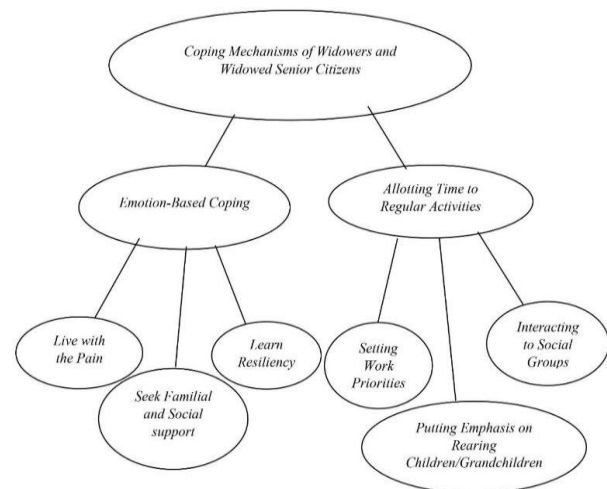 Coping Mechanisms of Widowers and
Widowed Senior Citizens
Emotion-Based Coping
Allotting Time to
Regular Activities
Live with
the Pain
Seek Familial
and Social
support
Learn
Resiliency
Setting
Work
Priorities
Putting Emphasis on
Rearing
Children/Grandchildren
Interacting
to Social
Groups